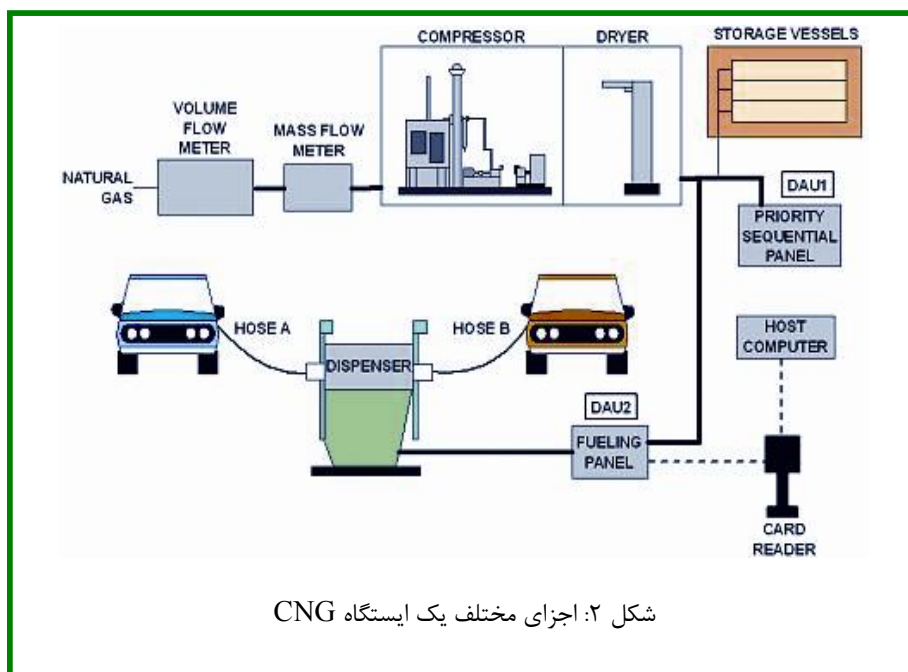 COMPRESSOR
DRYER
STORAGE VESSELS
VOLUME
FLOW
METER
MASS FLOW
METER
NATURAL
GAS
DAU1
PRIORITY
SEQUENTIAL
PANEL
HOSE A
HOSE B
HOST
COMPUTER
DISPENSER
DAU2
FUELING
PANEL
CARD
READER
شکل ۲: اجزای مختلف یک ایستگاه CNG